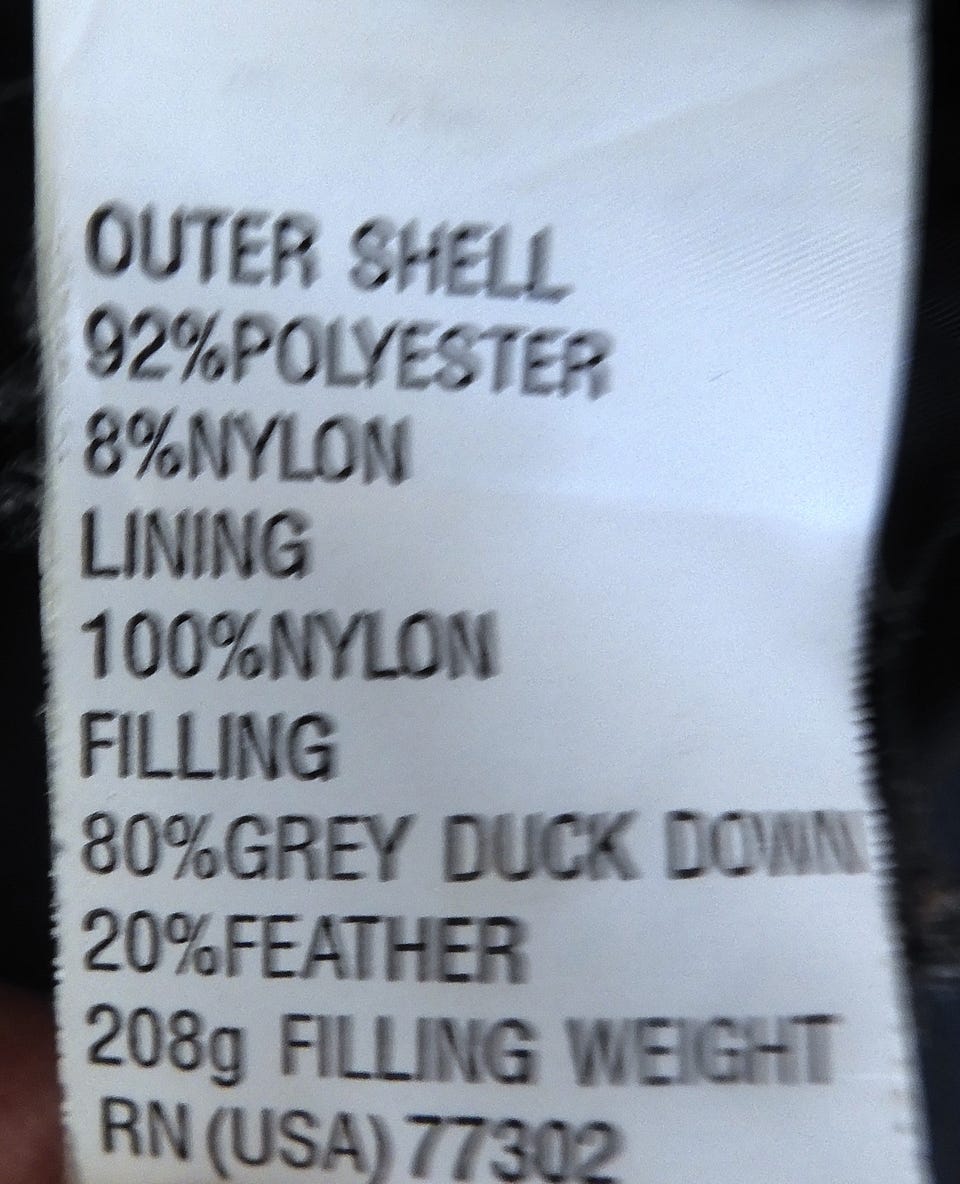 OUTER SHELL
92%POLYESTER
8%NYLON
LINING
100%NYLON
FILLING
80%GREY DUCK DOWN
20%FEATHER
208g FILLING WEIGHT
RN (USA) 77302